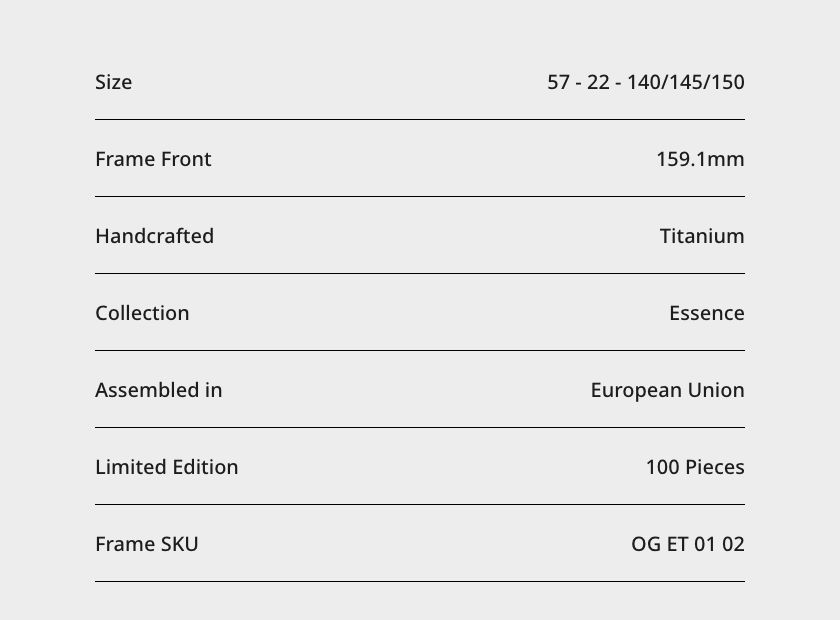 Size 57 - 22 - 140/145/150
Frame Front 159.1mm
Handcrafted Titanium
Collection Essence
Assembled in European Union
Limited Edition 100 Pieces
Frame SKU OG ET 01 02